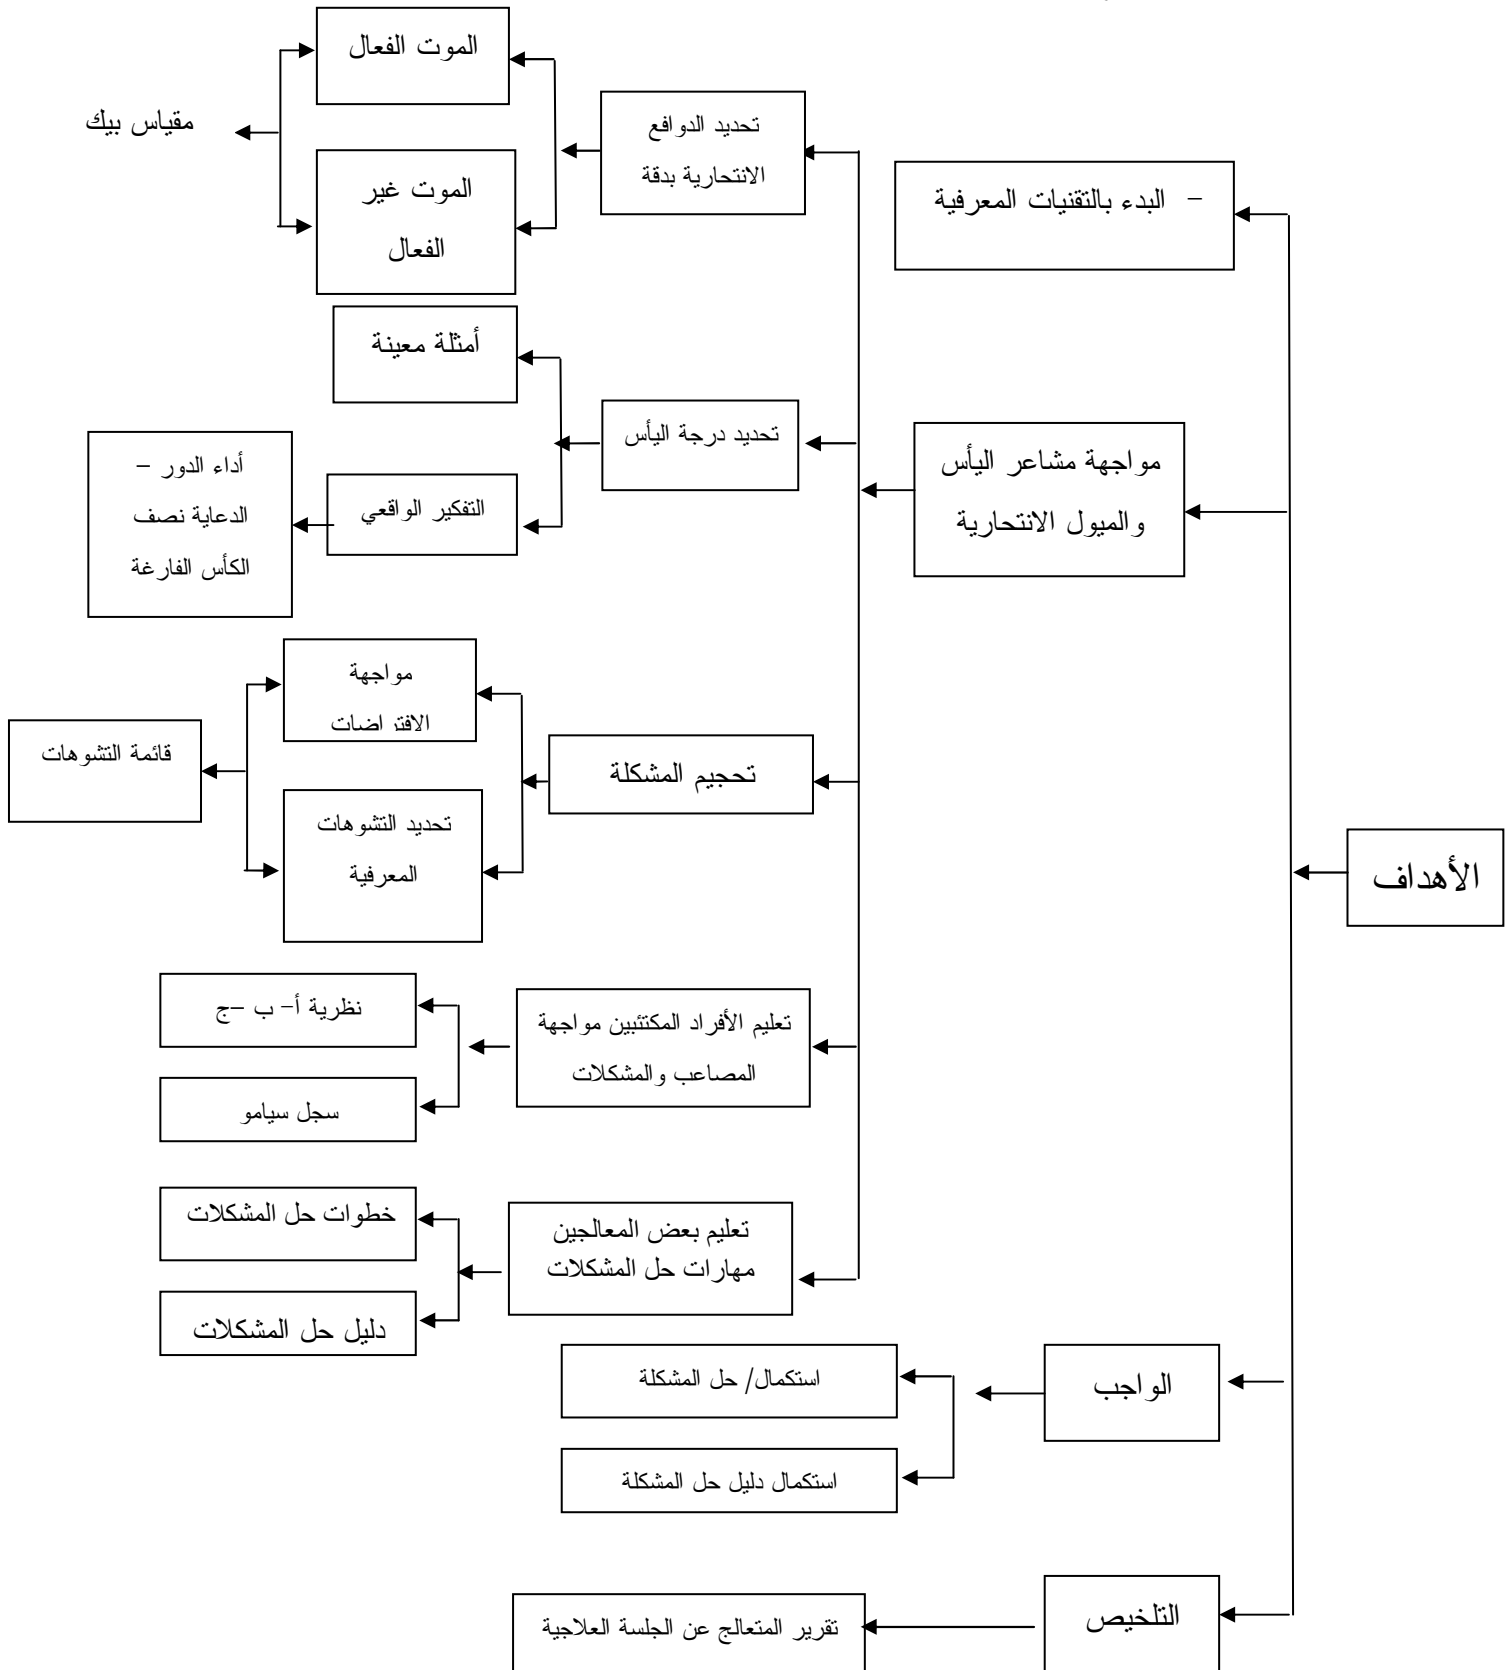 الأهداف
– البدء بالتقنيات المعرفية
مواجهة مشاعر اليأس
والميول الانتحارية
تحديد الدوافع
الانتحارية بدقة
الموت الفعال
الموت غير
الفعال
مقياس بيك
تحديد درجة اليأس
أمثلة معينة
التفكير الواقعي
أداء الدور –
الدعاية نصف
الكأس الفارغة
تحجيم المشكلة
مواجهة
الافتراضات
تحديد التشوهات
المعرفية
قائمة التشوهات
تعليم الأفراد المكتئبين مواجهة
المصاعب والمشكلات
نظرية أ– ب –ج
سجل سيامو
تعليم بعض المعالجين
مهارات حل المشكلات
خطوات حل المشكلات
دليل حل المشكلات
الواجب
استكمال/ حل المشكلة
استكمال دليل حل المشكلة
التلخيص
تقرير المتعالج عن الجلسة العلاجية